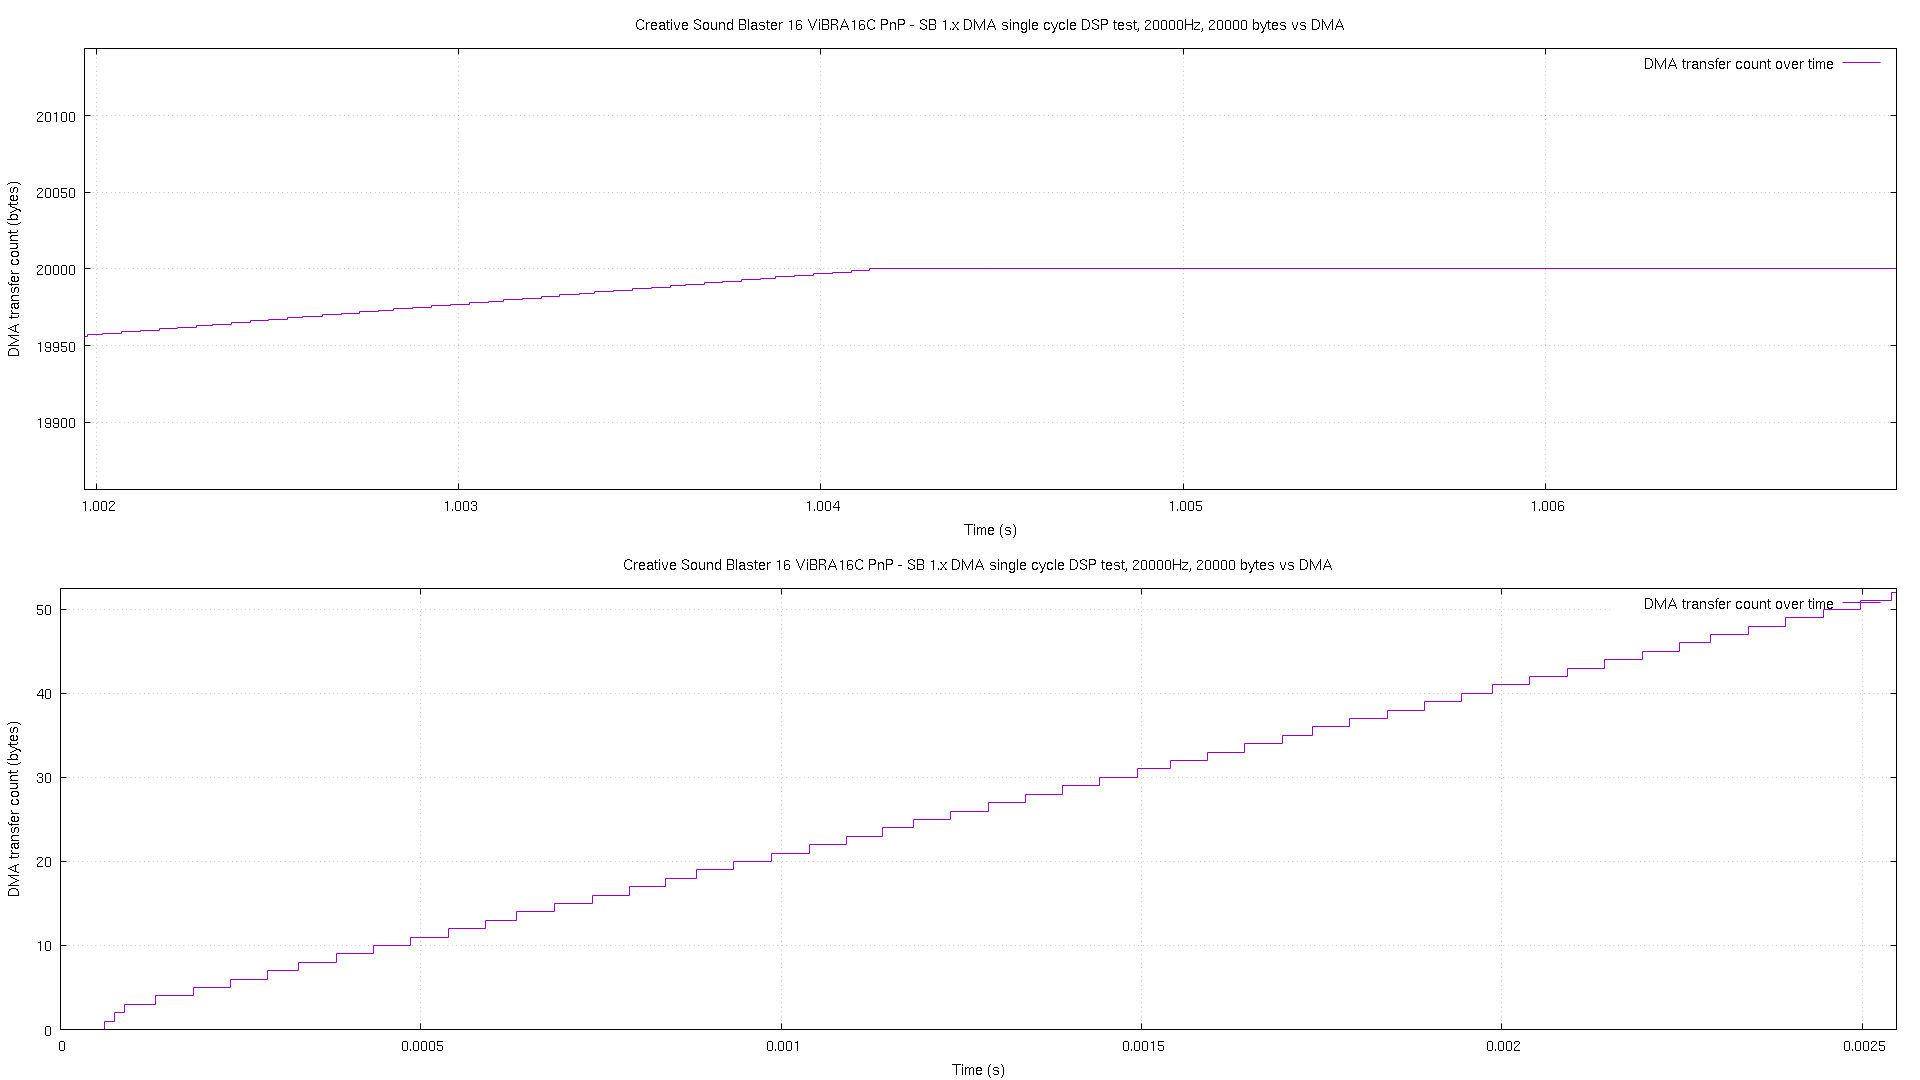 Creative Sound Blaster 16 ViBRA16C PnP - SB 1.x DMA single cycle DSP test, 20000Hz, 20000 bytes vs DMA
DMA transfer count over time
20100
20050
20000
19950
19900
DMA transfer count (bytes)
1.002 1.003 1.004 1.005 1.006
Time (s)
Creative Sound Blaster 16 ViBRA16C PnP - SB 1.x DMA single cycle DSP test, 20000Hz, 20000 bytes vs DMA
DMA transfer count over time
50
40
30
20
10
0
DMA transfer count (bytes)
0 0.0005 0.001 0.0015 0.002 0.0025
Time (s)